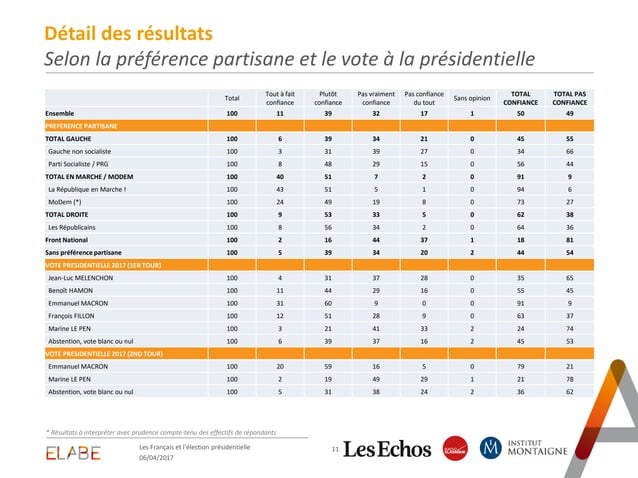 Détail des résultats
Selon la préférence partisane et le vote à la présidentielle
Total Tout à fait confiance Plutôt confiance Pas vraiment confiance Pas confiance du tout Sans opinion TOTAL CONFIANCE TOTAL PAS CONFIANCE
Ensemble 100 11 39 32 17 1 50 49
PREFERENCE PARTISANE
TOTAL GAUCHE 100 6 39 34 21 0 45 55
Gauche non socialiste 100 3 31 39 27 0 34 66
Parti Socialiste / PRG 100 8 48 29 15 0 56 44
TOTAL EN MARCHE / MODEM 100 40 51 7 2 0 91 9
La République en Marche ! 100 43 51 5 1 0 94 6
MoDem (*) 100 24 49 19 8 0 73 27
TOTAL DROITE 100 9 53 33 5 0 62 38
Les Républicains 100 8 56 34 2 0 64 36
Front National 100 2 16 44 37 1 18 81
Sans préférence partisane 100 5 39 34 20 2 44 54
VOTE PRESIDENTIELLE 2017 (1ER TOUR)
Jean-Luc MELENCHON 100 4 31 37 28 0 35 65
Benoît HAMON 100 11 44 29 16 0 55 45
Emmanuel MACRON 100 31 60 9 0 0 91 9
François FILLON 100 12 51 28 9 0 63 37
Marine LE PEN 100 3 21 41 33 2 24 74
Abstention, vote blanc ou nul 100 6 39 37 16 2 45 53
VOTE PRESIDENTIELLE 2017 (2ND TOUR)
Emmanuel MACRON 100 20 59 16 5 0 79 21
Marine LE PEN 100 2 19 49 29 1 21 78
Abstention, vote blanc ou nul 100 5 31 38 24 2 36 62
* Résultats à interpréter avec prudence compte-tenu des effectifs de répondants
ELABE
Les Français et l'élection présidentielle
06/04/2017
11
Les Echos
RADIO CLASSIQUE
INSTITUT
MONTAIGNE